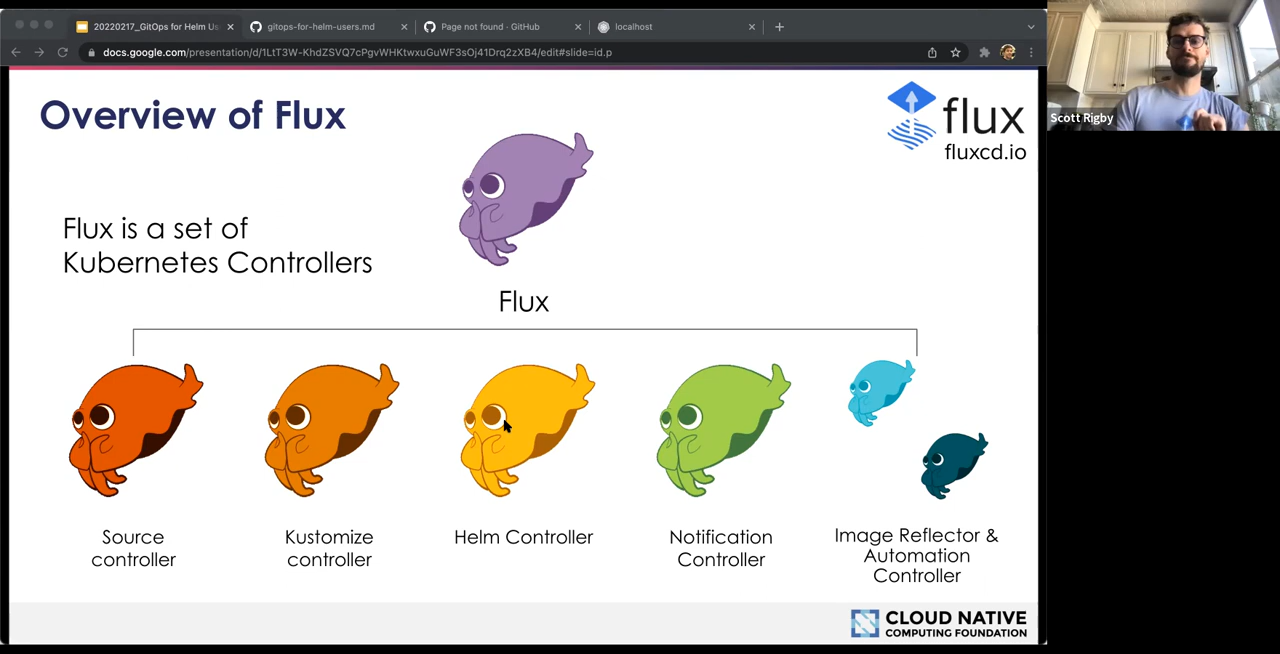 20220217_GitOps for Helm Us
gitops-for-helm-users.md
Page not found · GitHub
localhost
docs.google.com/presentation/d/1LtT3W-KhdZSVQ7cPgvWHKtwxuGuWF3sOj41Drq2zXB4/edit#slide=id.p
Scott Rigby
Overview of Flux
flux
fluxcd.io
Flux is a set of
Kubernetes Controllers
Flux
Source
controller
Kustomize
controller
Helm Controller
Notification
Controller
Image Reflector &
Automation
Controller
CLOUD NATIVE
COMPUTING FOUNDATION